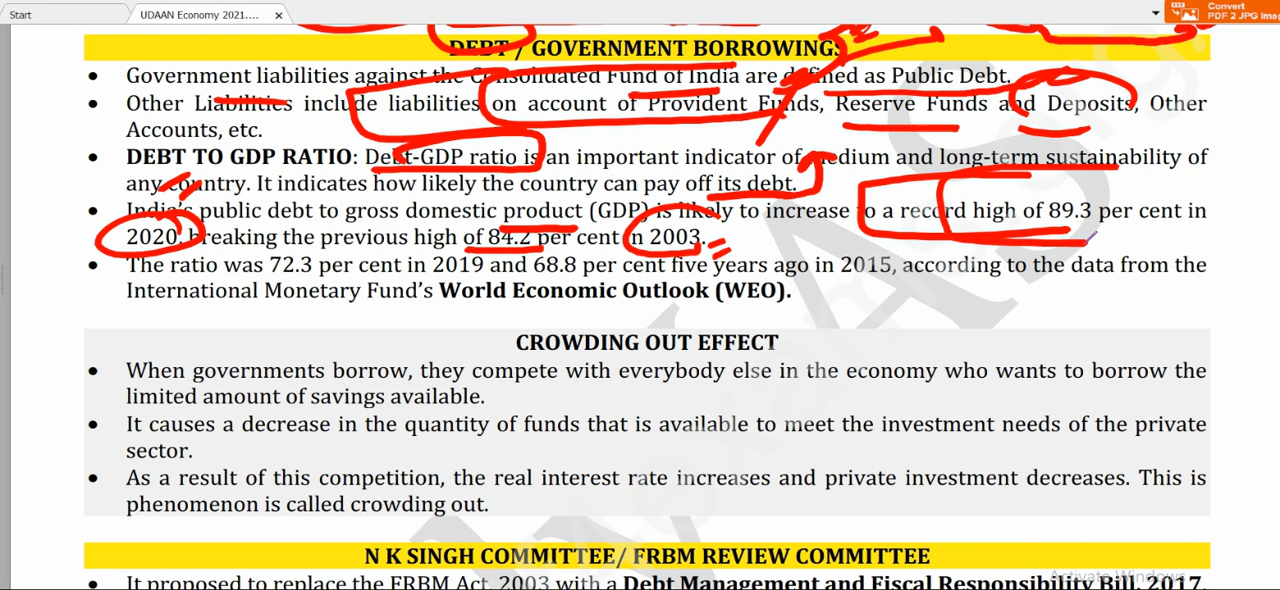 Start
UDAAN Economy 2021....
Convert
PDF 2 JPG Imag
DEBT / GOVERNMENT BORROWINGS
• Government liabilities against the Consolidated Fund of India are defined as Public Debt.
• Other Liabilities include liabilities on account of Provident Funds, Reserve Funds and Deposits, Other
Accounts, etc.
• DEBT TO GDP RATIO: Debt-GDP ratio is an important indicator of medium and long-term sustainability of
any country. It indicates how likely the country can pay off its debt.
• India's public debt to gross domestic product (GDP) is likely to increase to a record high of 89.3 per cent in
2020, breaking the previous high of 84.2 per cent in 2003.
• The ratio was 72.3 per cent in 2019 and 68.8 per cent five years ago in 2015, according to the data from the
International Monetary Fund's World Economic Outlook (WEO).
CROWDING OUT EFFECT
• When governments borrow, they compete with everybody else in the economy who wants to borrow the
limited amount of savings available.
• It causes a decrease in the quantity of funds that is available to meet the investment needs of the private
sector.
• As a result of this competition, the real interest rate increases and private investment decreases. This is
phenomenon is called crowding out.
N K SINGH COMMITTEE/ FRBM REVIEW COMMITTEE
• It proposed to replace the FRBM Act, 2003 with a Debt Management and Fiscal Responsibility Bill, 2017.
Activate Windows